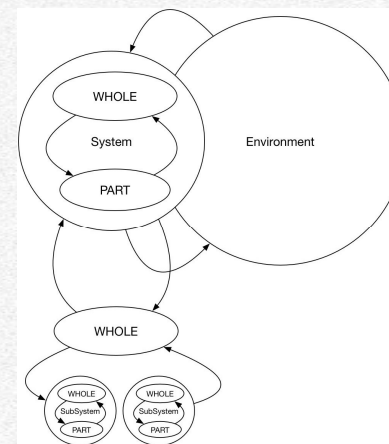 WHOLE
System
Environment
PART
WHOLE
WHOLE
WHOLE
SubSystem
SubSystem
PART
PART